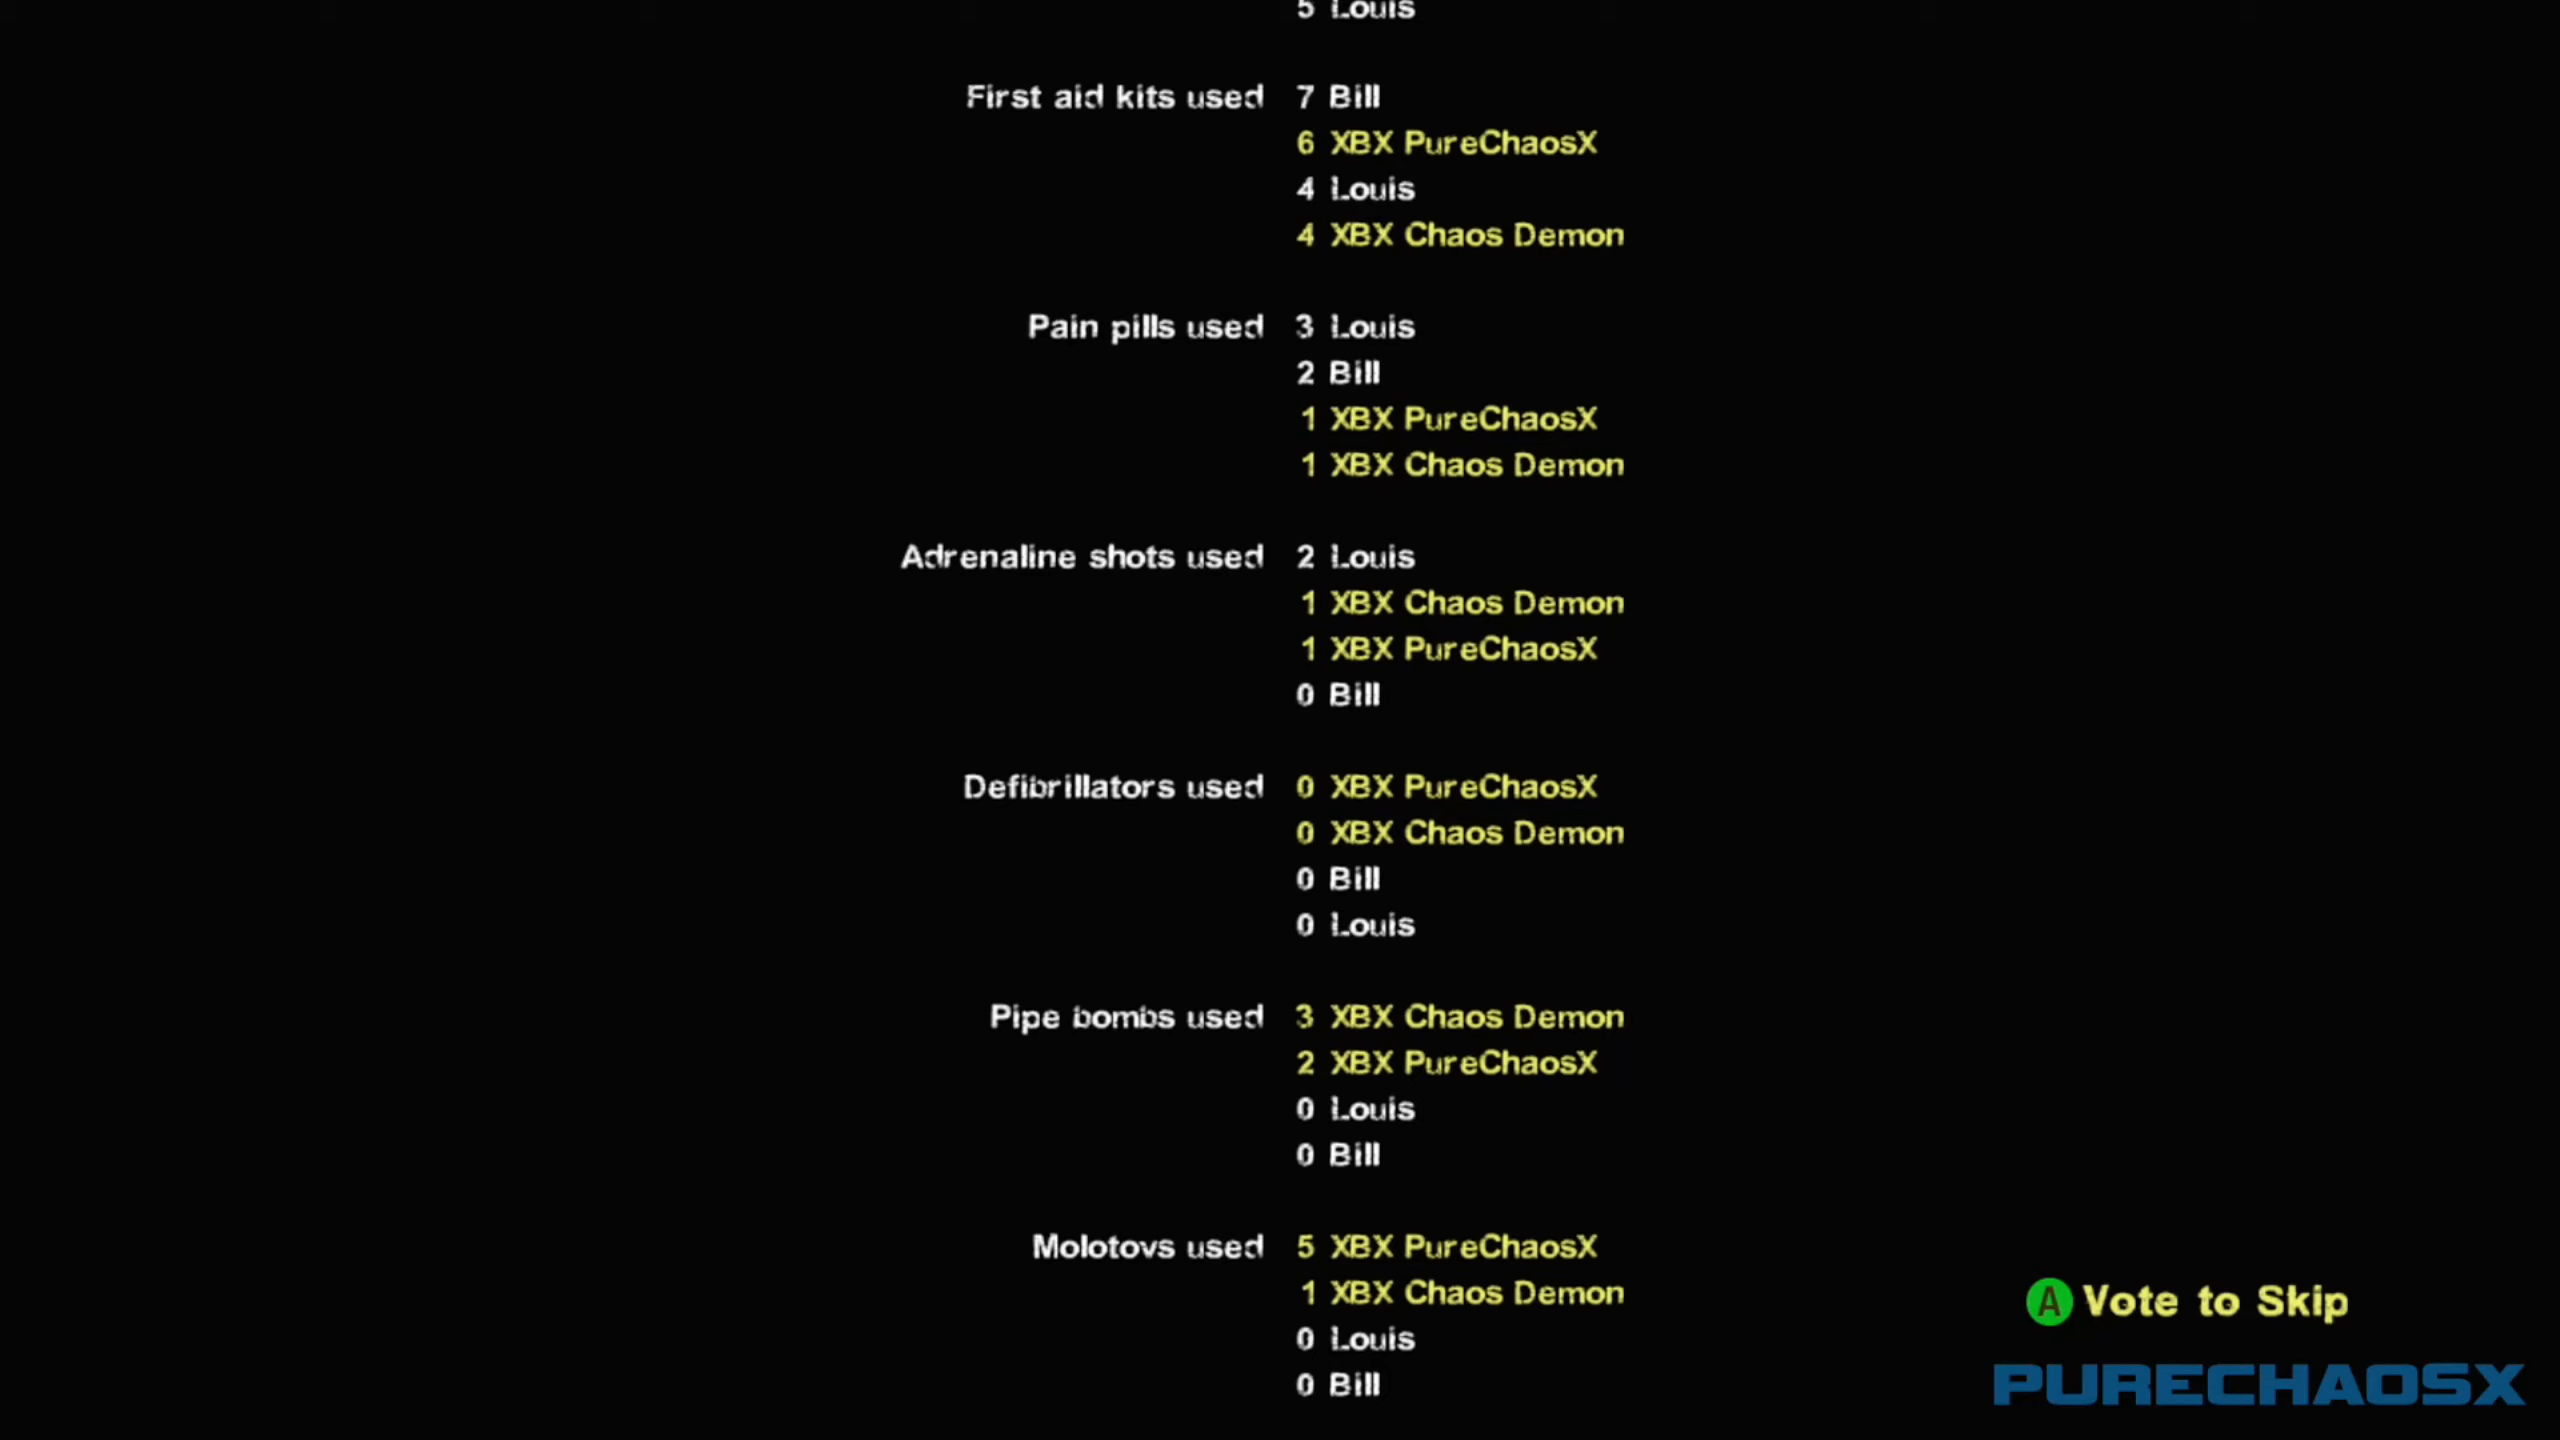 5 Louis
First aid kits used 7 Bill
6 XBX PureChaosX
4 Louis
4 XBX Chaos Demon
Pain pills used 3 Louis
2 Bill
1 XBX PureChaosX
1 XBX Chaos Demon
Adrenaline shots used 2 Louis
1 XBX Chaos Demon
1 XBX PureChaosX
0 Bill
Defibrillators used 0 XBX PureChaosX
0 XBX Chaos Demon
0 Bill
0 Louis
Pipe bombs used 3 XBX Chaos Demon
2 XBX PureChaosX
0 Louis
0 Bill
Molotovs used 5 XBX PureChaosX
1 XBX Chaos Demon
0 Louis
0 Bill
A Vote to Skip
PURECHAOSX